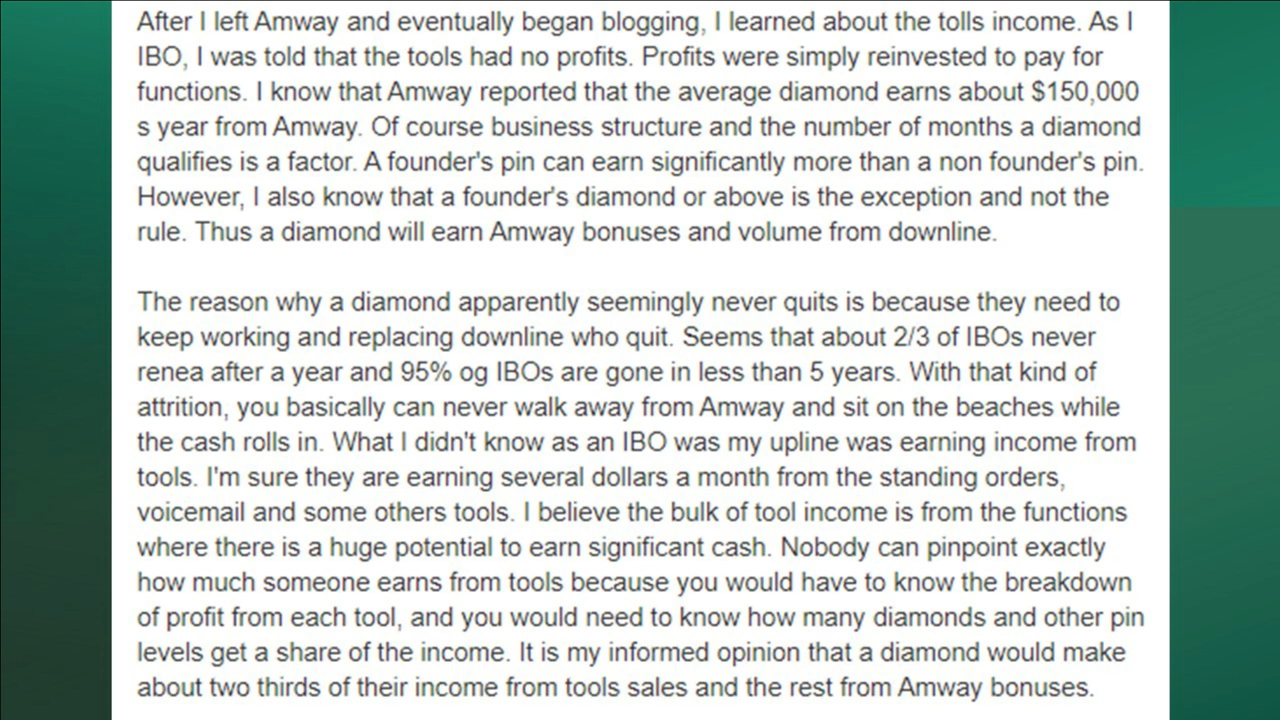 After I left Amway and eventually began blogging, I learned about the tolls income. As I
IBO, I was told that the tools had no profits. Profits were simply reinvested to pay for
functions. I know that Amway reported that the average diamond earns about $150,000
s year from Amway. Of course business structure and the number of months a diamond
qualifies is a factor. A founder's pin can earn significantly more than a non founder's pin.
However, I also know that a founder's diamond or above is the exception and not the
rule. Thus a diamond will earn Amway bonuses and volume from downline.
The reason why a diamond apparently seemingly never quits is because they need to
keep working and replacing downline who quit. Seems that about 2/3 of IBOs never
renea after a year and 95% og IBOs are gone in less than 5 years. With that kind of
attrition, you basically can never walk away from Amway and sit on the beaches while
the cash rolls in. What I didn't know as an IBO was my upline was earning income from
tools. I'm sure they are earning several dollars a month from the standing orders,
voicemail and some others tools. I believe the bulk of tool income is from the functions
where there is a huge potential to earn significant cash. Nobody can pinpoint exactly
how much someone earns from tools because you would have to know the breakdown
of profit from each tool, and you would need to know how many diamonds and other pin
levels get a share of the income. It is my informed opinion that a diamond would make
about two thirds of their income from tools sales and the rest from Amway bonuses.